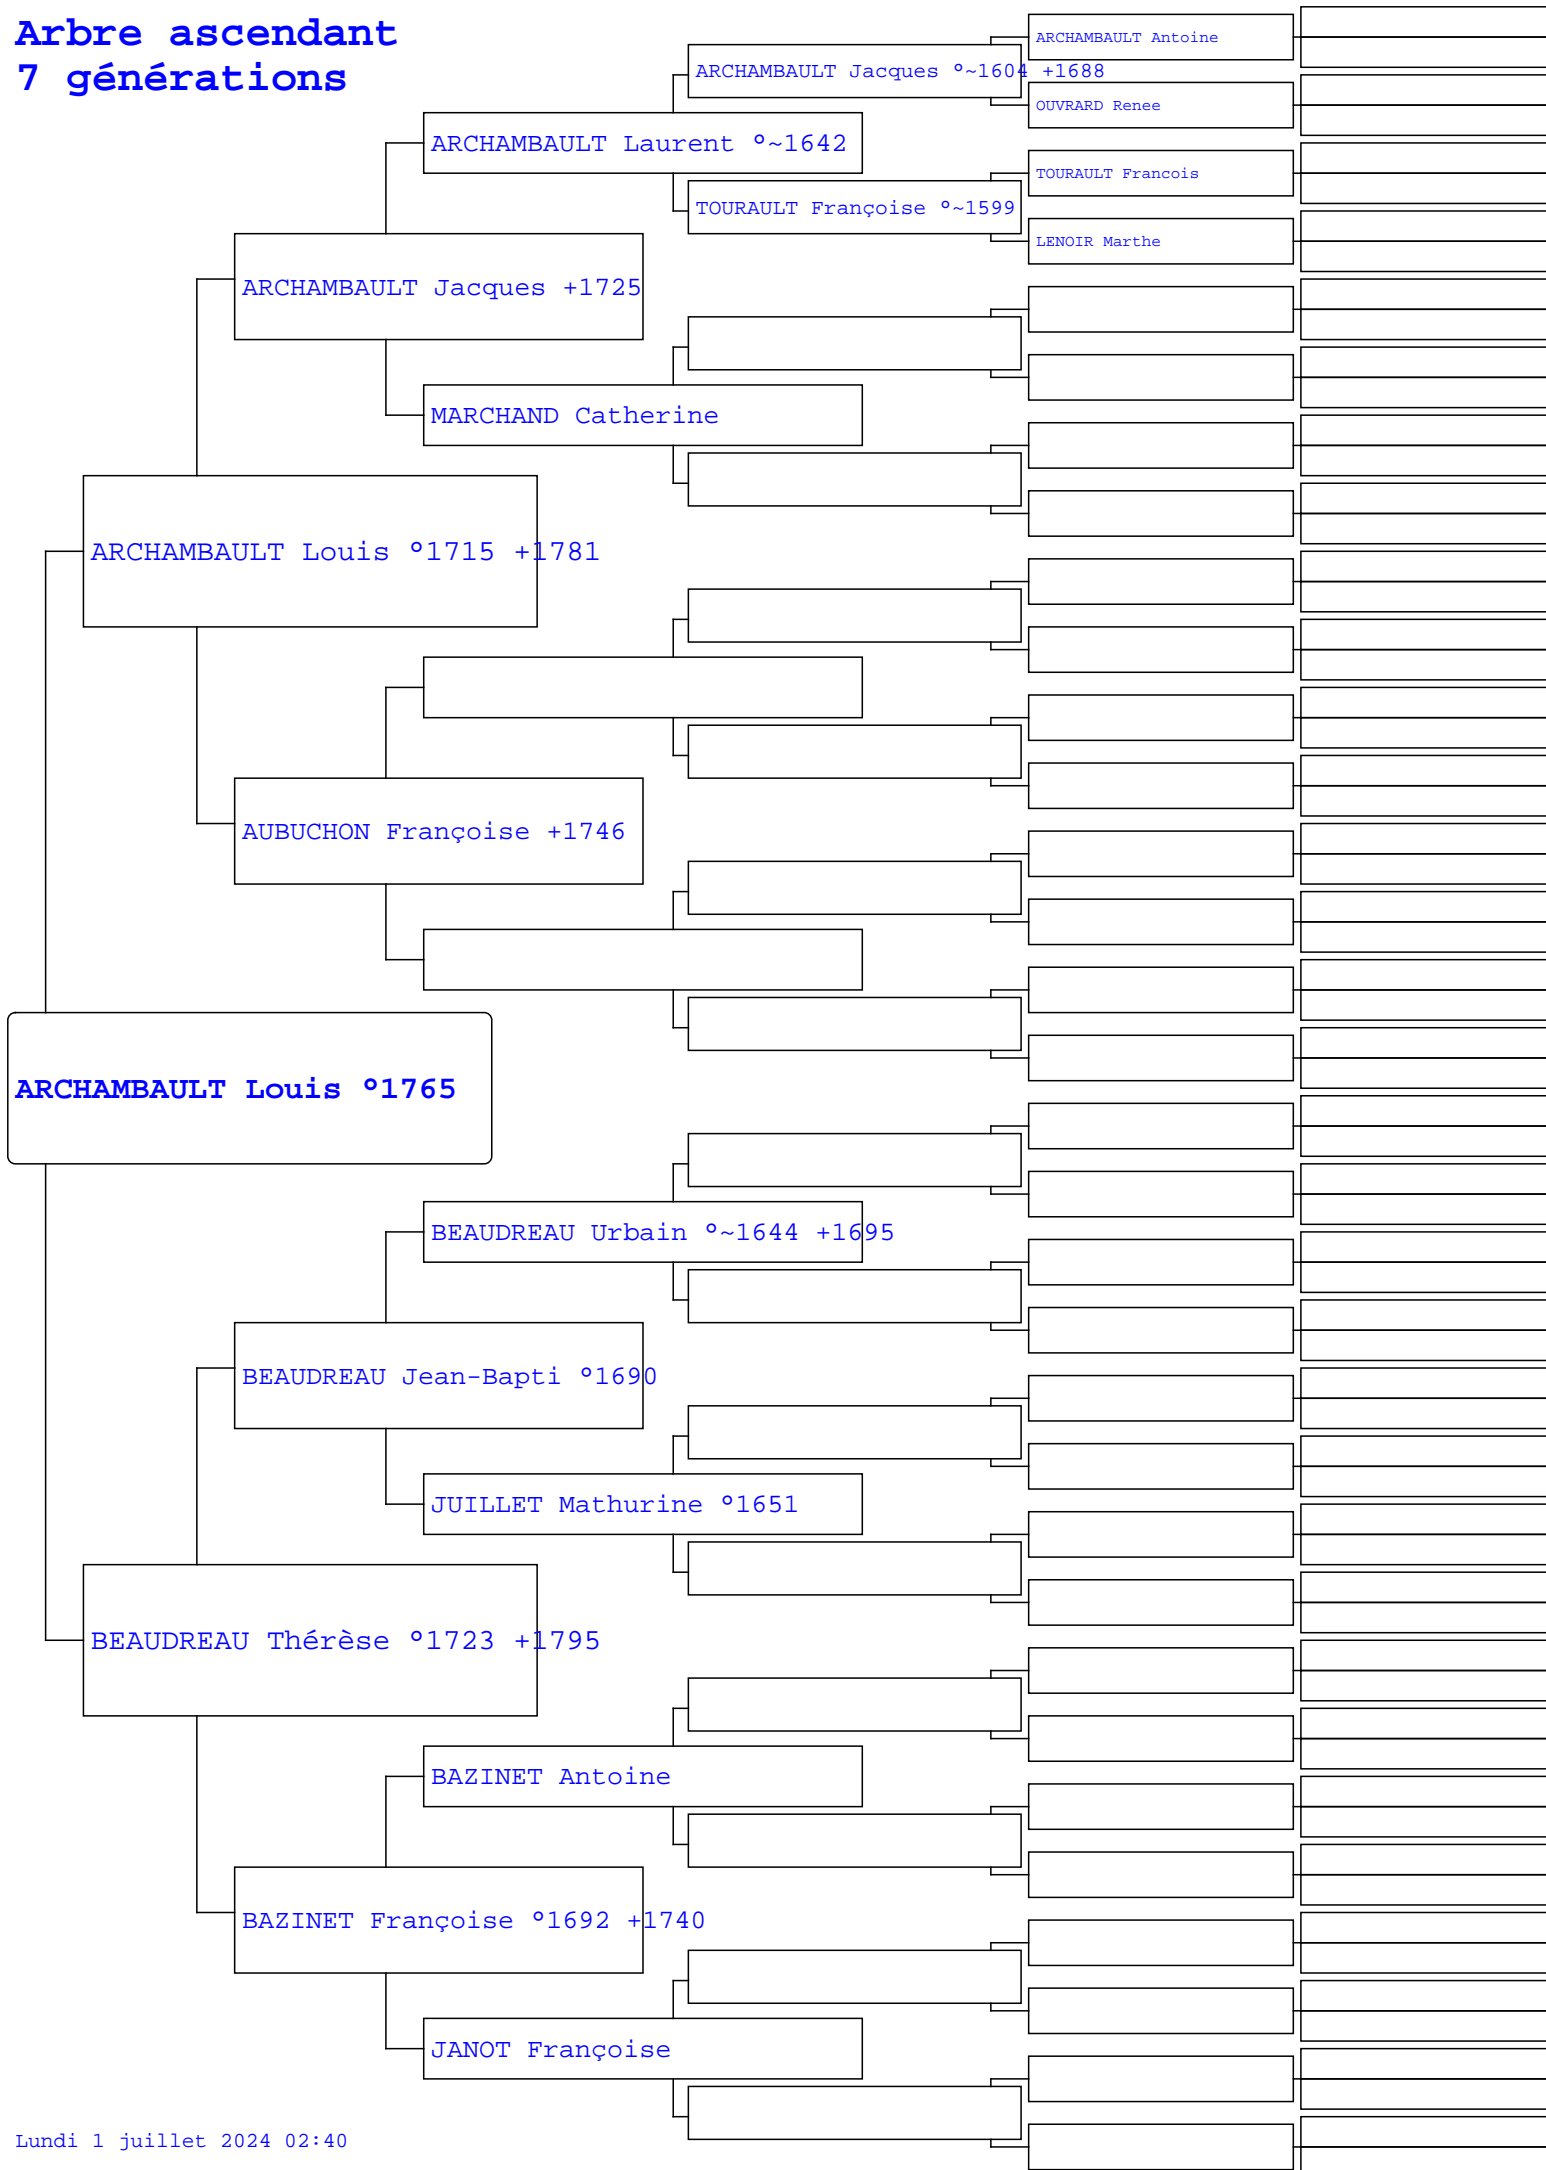 Arbre ascendant
7 générations
ARCHAMBAULT Antoine
ARCHAMBAULT Jacques °~1604 +1688
OUVRARD Renee
ARCHAMBAULT Laurent °~1642
TOURAULT Francois
TOURAULT Françoise °~1599
LENOIR Marthe
ARCHAMBAULT Jacques +1725
MARCHAND Catherine
ARCHAMBAULT Louis °1715 +1781
AUBUCHON Françoise +1746
ARCHAMBAULT Louis °1765
BEAUDREAU Urbain °~1644 +1695
BEAUDREAU Jean-Bapti °1690
JUILLET Mathurine °1651
BEAUDREAU Thérèse °1723 +1795
BAZINET Antoine
BAZINET Françoise °1692 +1740
JANOT Françoise
Lundi 1 juillet 2024 02:40